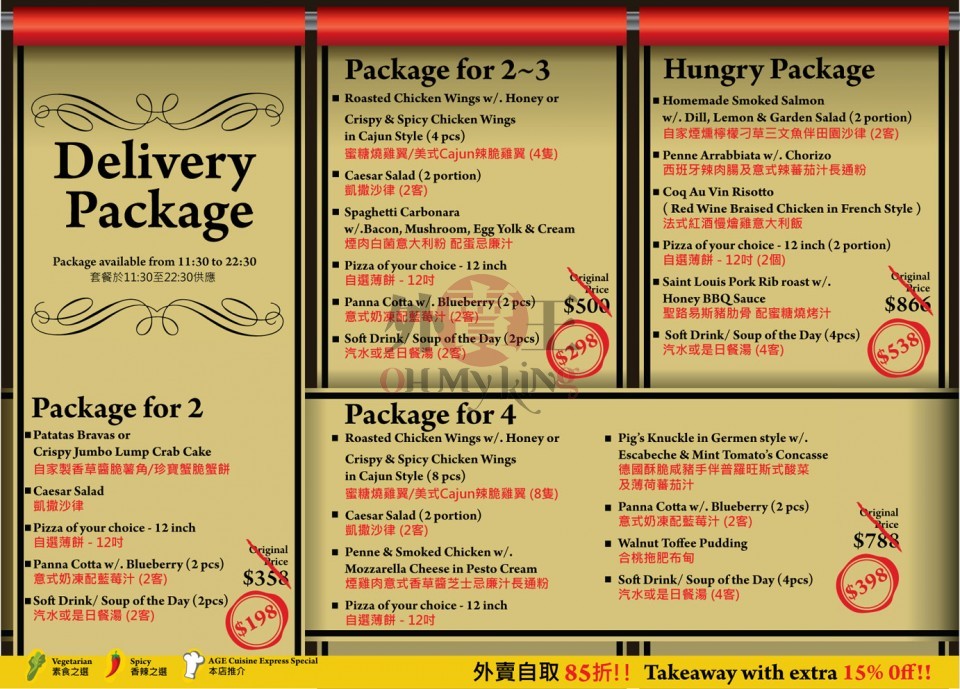 Delivery
Package
Package available from 11:30 to 22:30
套餐於11:30至22:30供應
Package for 2
Patatas Bravas or
Crispy Jumbo Lump Crab Cake
自家製香草醬脆薯角/珍寶蟹脆蟹餅
Caesar Salad
凱撒沙律
Pizza of your choice - 12 inch
自選薄餅 - 12吋
Panna Cotta w/. Blueberry (2 pcs)
意式奶凍配藍莓汁 (2客)
Soft Drink/ Soup of the Day (2pcs)
汽水或是日餐湯 (2客)
Original
Price
$358
$198
Package for 2~3
Roasted Chicken Wings w/. Honey or
Crispy & Spicy Chicken Wings
in Cajun Style (4 pcs)
蜜糖燒雞翼/美式Cajun辣脆雞翼 (4隻)
Caesar Salad (2 portion)
凱撒沙律 (2客)
Spaghetti Carbonara
w/.Bacon, Mushroom, Egg Yolk & Cream
煙肉白菌意大利粉 配蛋忌廉汁
Pizza of your choice - 12 inch
自選薄餅 - 12吋
Panna Cotta w/. Blueberry (2 pcs)
意式奶凍配藍莓汁 (2客)
Soft Drink/ Soup of the Day (2pcs)
汽水或是日餐湯 (2客)
Original
Price
$500
$298
Hungry Package
Homemade Smoked Salmon
w/. Dill, Lemon & Garden Salad (2 portion)
自家煙燻檸檬刁草三文魚伴田園沙律 (2客)
Penne Arrabbiata w/. Chorizo
西班牙辣肉腸及意式辣蕃茄汁長通粉
Coq Au Vin Risotto
( Red Wine Braised Chicken in French Style )
法式紅酒慢燴雞意大利飯
Pizza of your choice - 12 inch (2 portion)
自選薄餅 - 12吋 (2個)
Saint Louis Pork Rib roast w/.
Honey BBQ Sauce
聖路易斯豬肋骨 配蜜糖燒烤汁
Soft Drink/ Soup of the Day (4pcs)
汽水或是日餐湯 (4客)
Original
Price
$866
$538
外賣王
OH My KiNg
Package for 4
Roasted Chicken Wings w/. Honey or
Crispy & Spicy Chicken Wings
in Cajun Style (8 pcs)
蜜糖燒雞翼/美式Cajun辣脆雞翼 (8隻)
Caesar Salad (2 portion)
凱撒沙律 (2客)
Penne & Smoked Chicken w/.
Mozzarella Cheese in Pesto Cream
煙雞肉意式香草醬芝士忌廉汁長通粉
Pizza of your choice - 12 inch
自選薄餅 - 12吋
Pig's Knuckle in Germen style w/.
Escabeche & Mint Tomato's Concasse
德國酥脆咸豬手伴普羅旺斯式酸菜
及薄荷蕃茄汁
Panna Cotta w/. Blueberry (2 pcs)
意式奶凍配藍莓汁 (2客)
Walnut Toffee Pudding
合桃拖肥布甸
Soft Drink/ Soup of the Day (4pcs)
汽水或是日餐湯 (4客)
Original
Price
$788
$398
Vegetarian
素食之選
Spicy
香辣之選
AGE Cuisine Express Special
本店推介
外賣自取 85折!! Takeaway with extra 15% 0ff!!